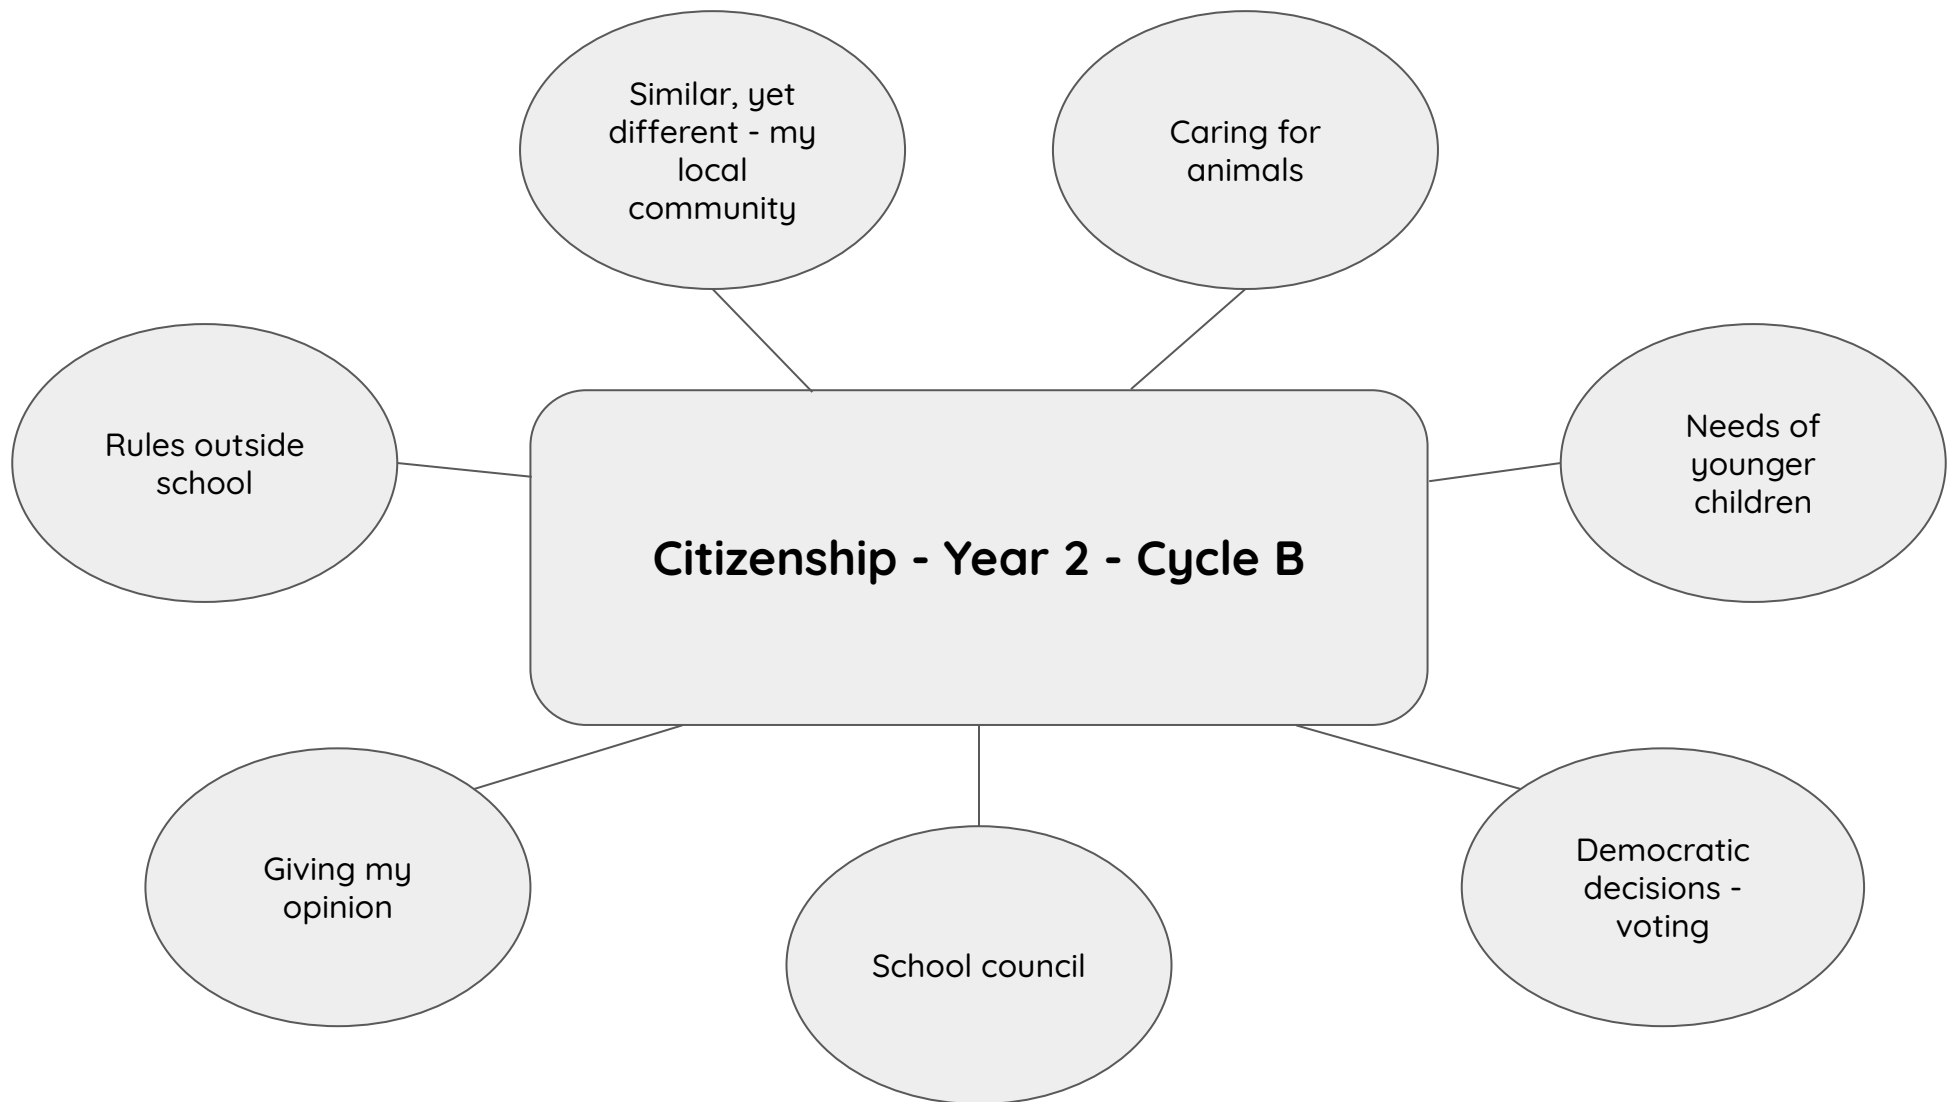 Similar, yet
different - my
local
community
Caring for
animals
Rules outside
school
Needs of
younger
children
Citizenship - Year 2 - Cycle B
Giving my
opinion
School council
Democratic
decisions -
voting